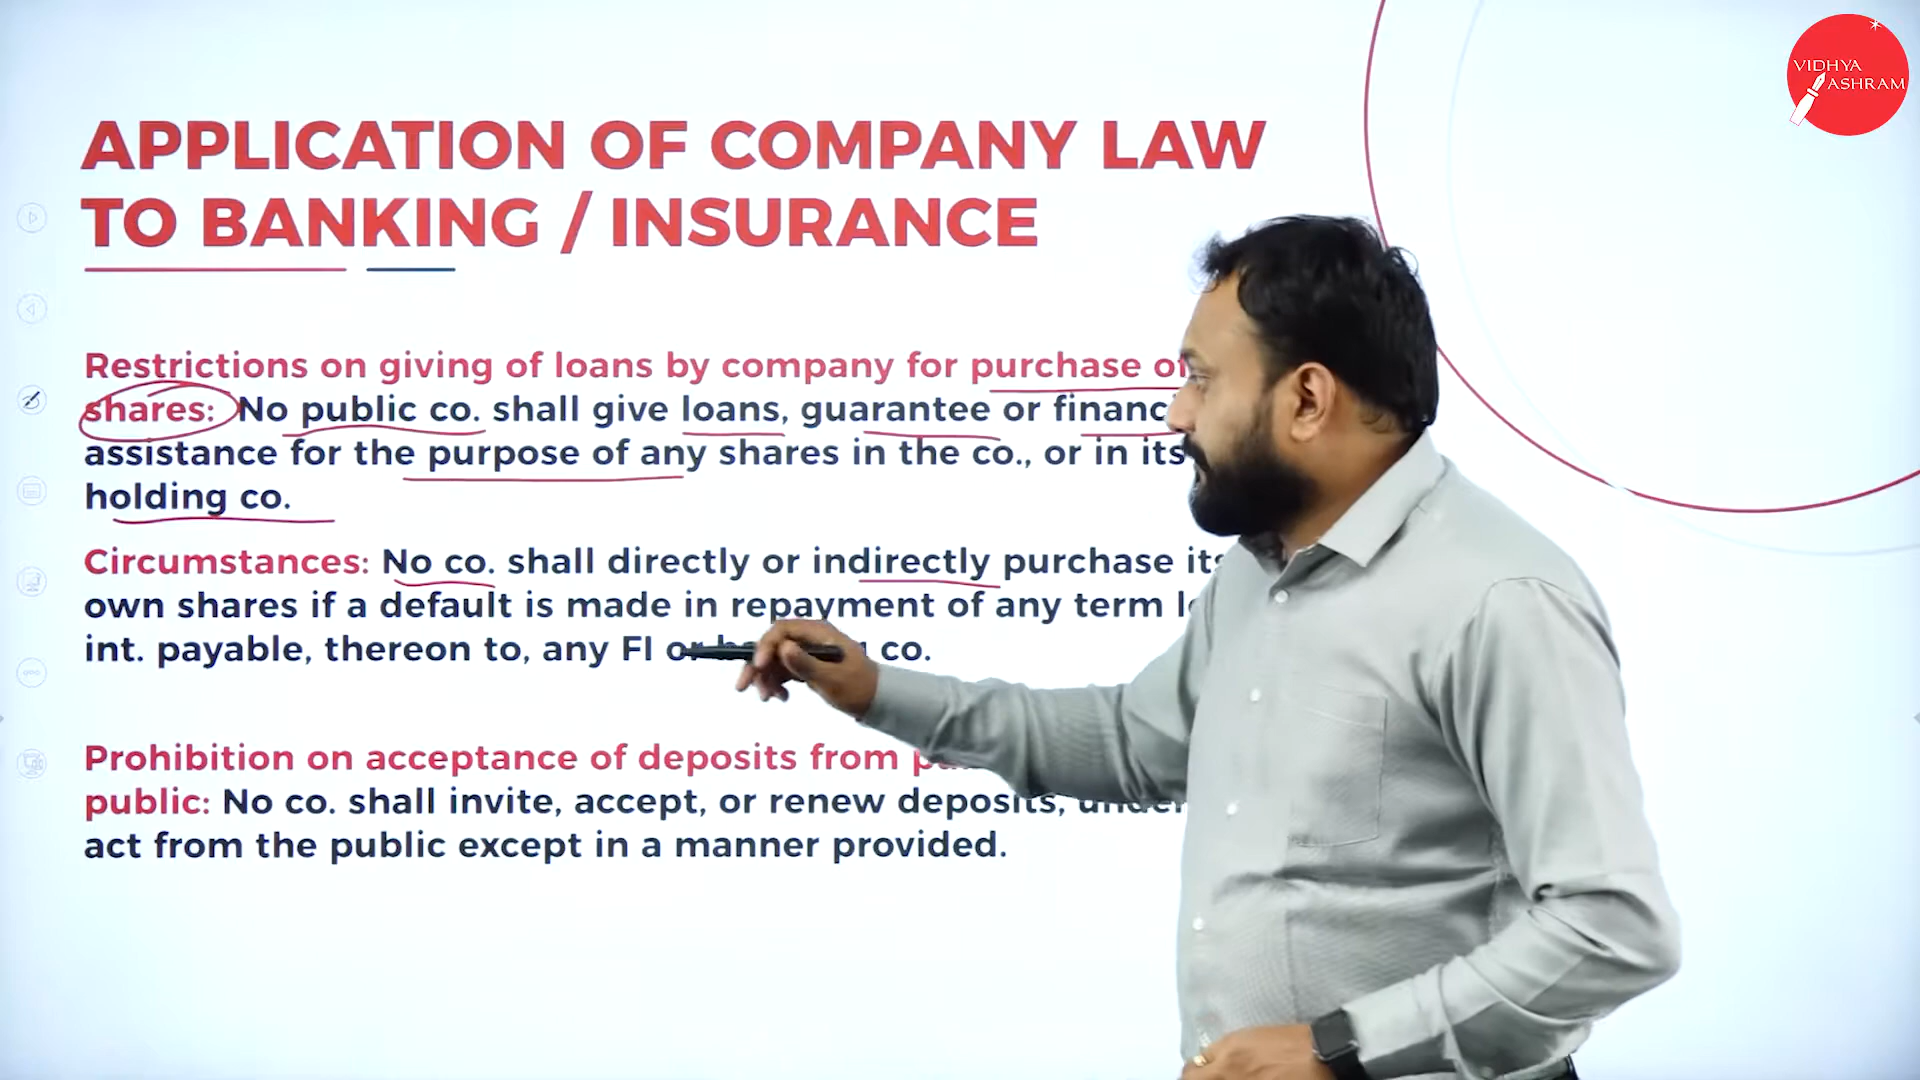 VIDHYA
ASHRAM
APPLICATION OF COMPANY LAW
TO BANKING / INSURANCE
Restrictions on giving of loans by company for purchase of
shares: No public co. shall give loans, guarantee or
assistance for the purpose of any shares in the co., or in its
holding co.
Circumstances: No co. shall directly or indirectly purchase its
own shares if a default is made in repayment of any term
int. payable, thereon to, any FI or co.
Prohibition on acceptance of deposits from
public: No co. shall invite, accept, or renew deposits, under
act from the public except in a manner provided.